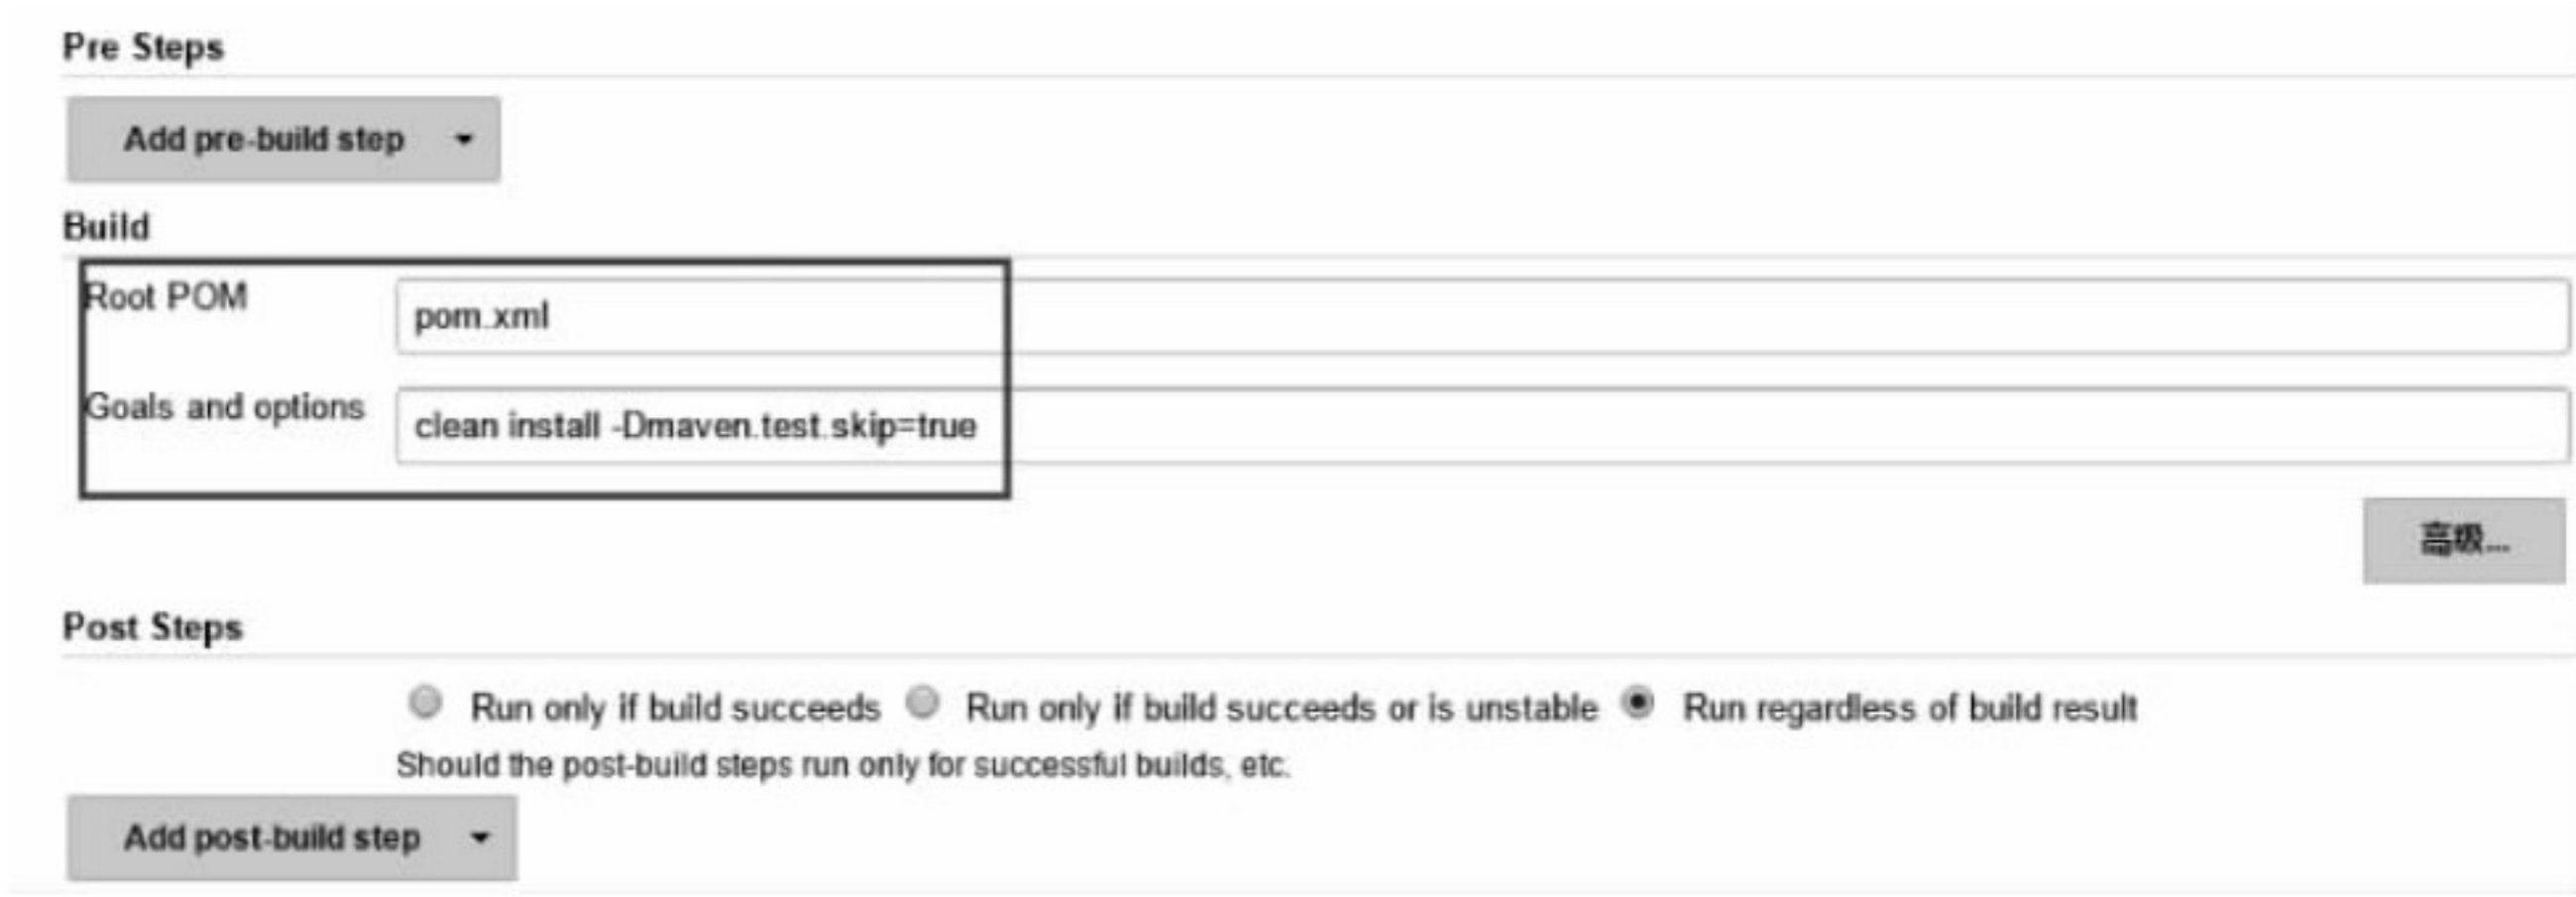 Pre Steps
Add pre-build step
Build
Root POM
pom.xml
Goals and options
clean install -Dmaven.test.skip=true
高级...
Post Steps
Run only if build succeeds Run only if build succeeds or is unstable Run regardless of build result
Should the post-build steps run only for successful builds, etc.
Add post-build step